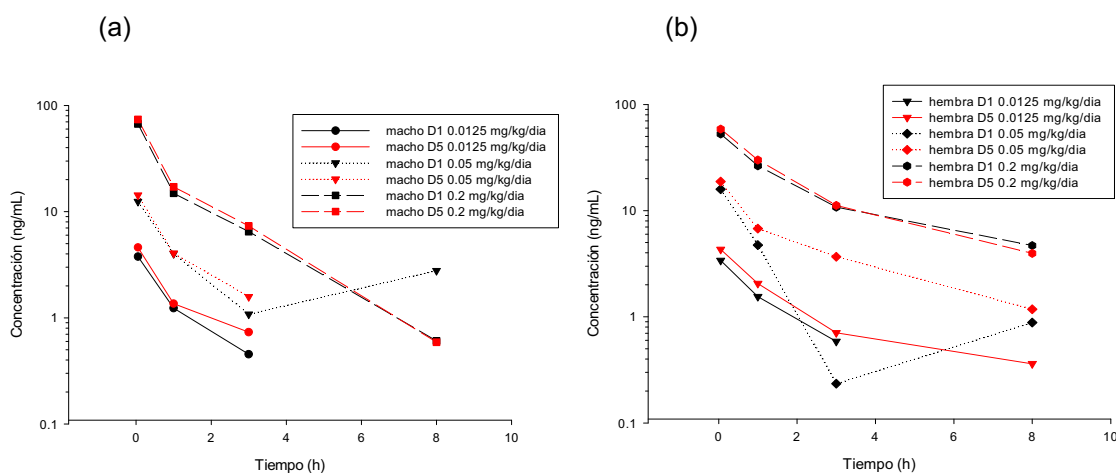 (a)
100
10
1
0.1
Concentración (ng/mL)
0
2
4
6
8
10
Tiempo (h)
macho D1 0.0125 mg/kg/dia
macho D5 0.0125 mg/kg/dia
macho D1 0.05 mg/kg/dia
macho D5 0.05 mg/kg/dia
macho D1 0.2 mg/kg/dia
macho D5 0.2 mg/kg/dia
(b)
100
10
1
0.1
Concentración (ng/mL)
0
2
4
6
8
10
Tiempo (h)
hembra D1 0.0125 mg/kg/dia
hembra D5 0.0125 mg/kg/dia
hembra D1 0.05 mg/kg/dia
hembra D5 0.05 mg/kg/dia
hembra D1 0.2 mg/kg/dia
hembra D5 0.2 mg/kg/dia